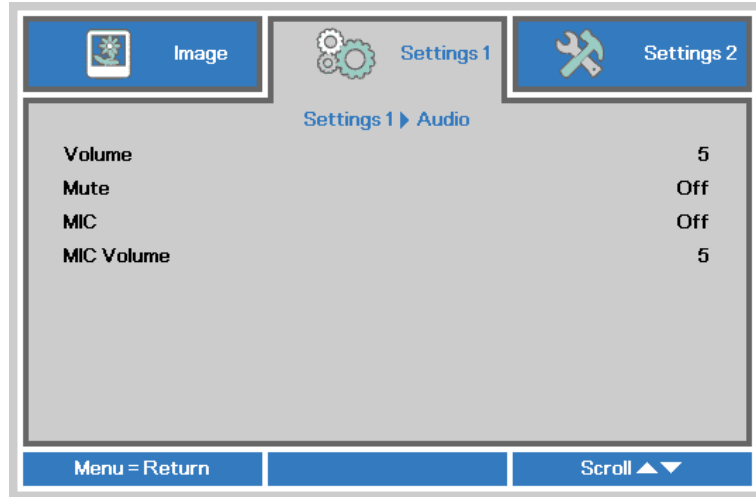 Image Settings 1 Settings 2
Settings 1 ▶ Audio
Volume 5
Mute Off
MIC Off
MIC Volume 5
Menu = Return Scroll ▲▼